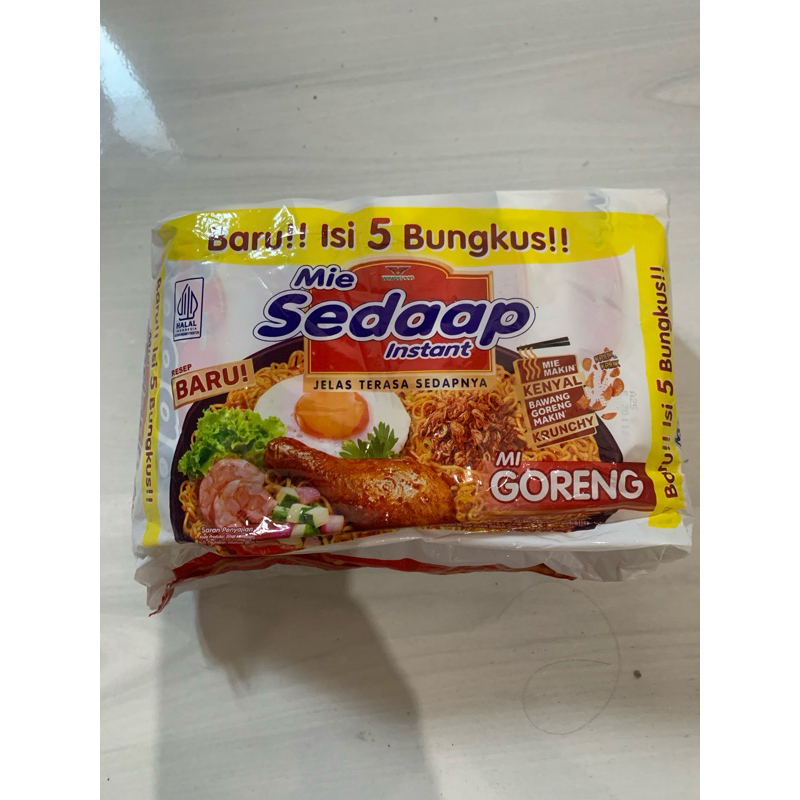 Baru!! Isi 5 Bungkus!!
Mie
Sedaap
Instant
JELAS TERASA SEDAPNYA
HALAL
INDONESIA
RESEP
BARU!
MIE
MAKIN
KENYAL
BAWANG
GORENG
MAKIN
KRUNCHY
MI
GORENG
Saran Penyajian
Baru!! Isi 5 Bungkus!!
Baru!! Isi 5 Bungkus!!